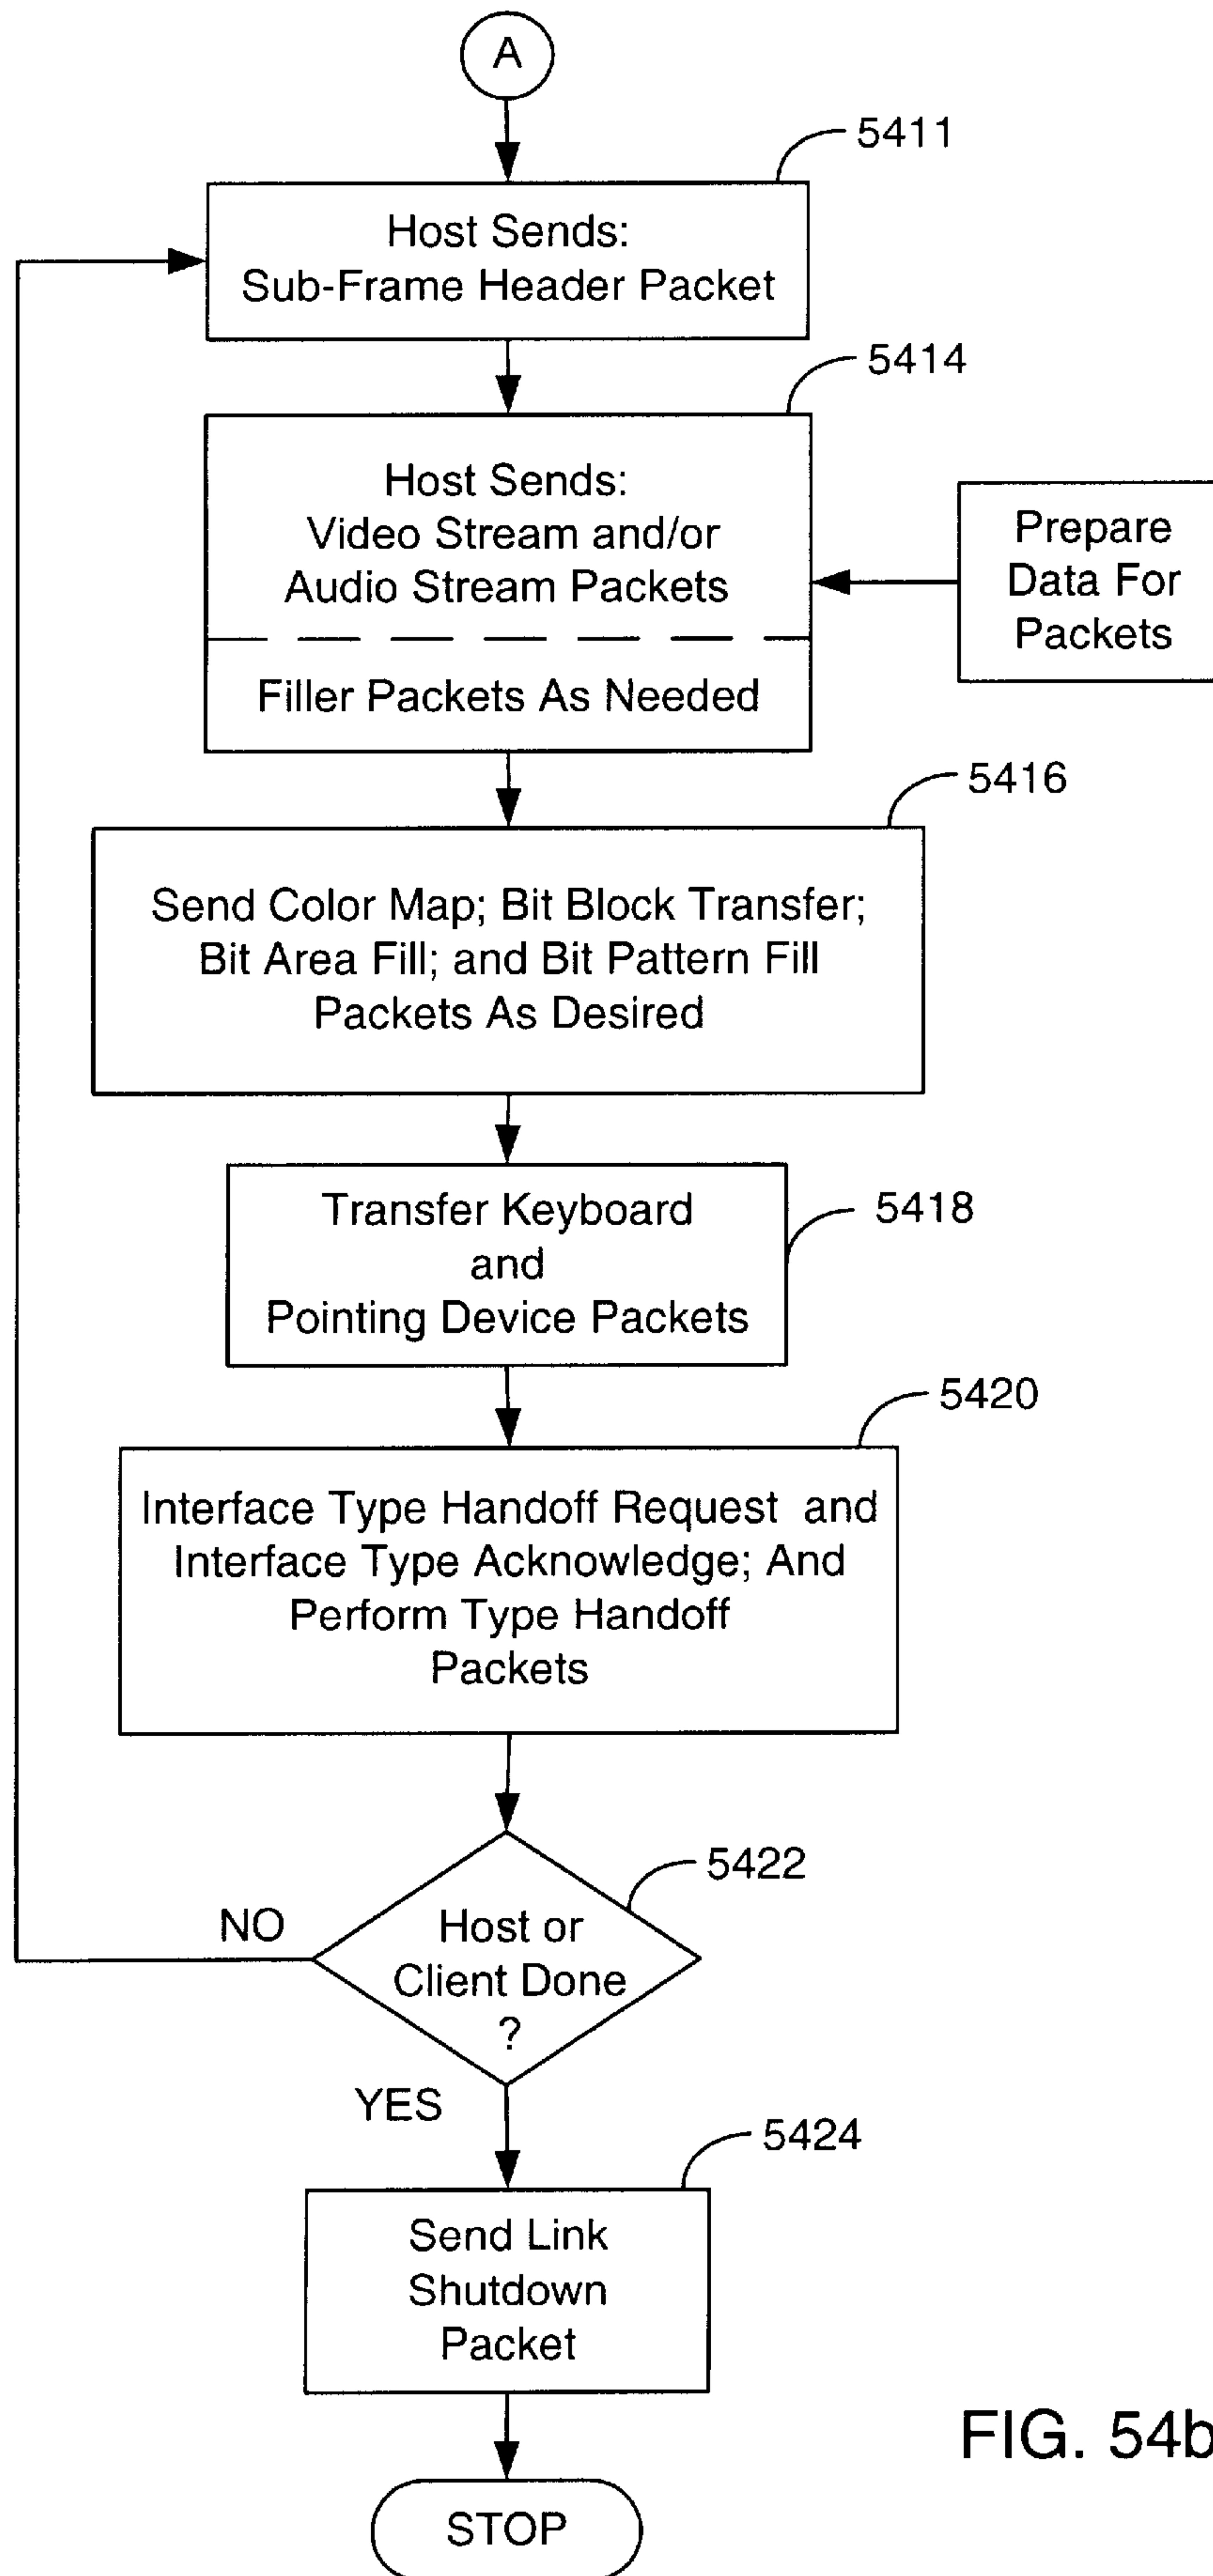 A
5411
Host Sends:
Sub-Frame Header Packet
5414
Host Sends:
Video Stream and/or
Audio Stream Packets
Filler Packets As Needed
Prepare
Data For
Packets
5416
Send Color Map; Bit Block Transfer;
Bit Area Fill; and Bit Pattern Fill
Packets As Desired
Transfer Keyboard
and
Pointing Device Packets
5418
5420
Interface Type Handoff Request and
Interface Type Acknowledge; And
Perform Type Handoff
Packets
5422
NO
Host or
Client Done
?
YES
5424
Send Link
Shutdown
Packet
FIG. 54b
STOP